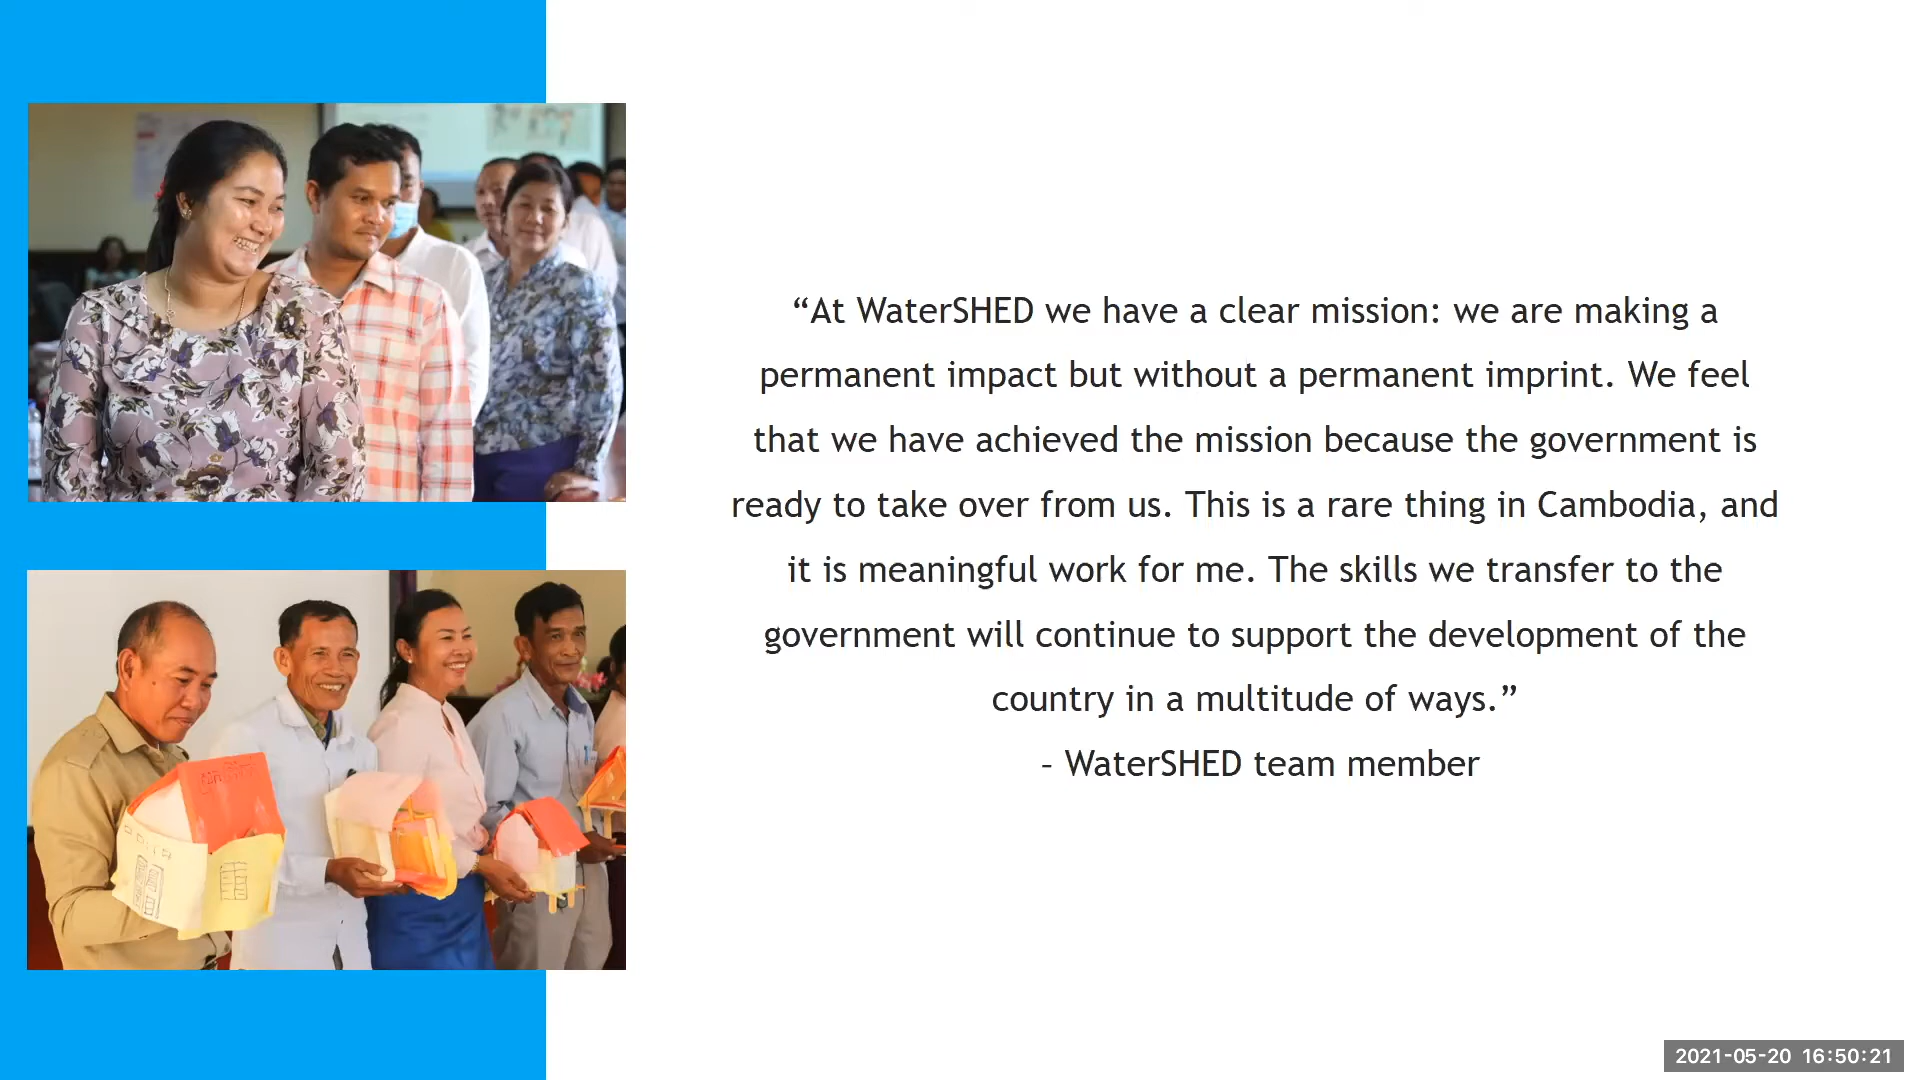 “At WaterSHED we have a clear mission: we are making a
permanent impact but without a permanent imprint. We feel
that we have achieved the mission because the government is
ready to take over from us. This is a rare thing in Cambodia, and
it is meaningful work for me. The skills we transfer to the
government will continue to support the development of the
country in a multitude of ways.”
– WaterSHED team member
2021-05-20 16:50:21